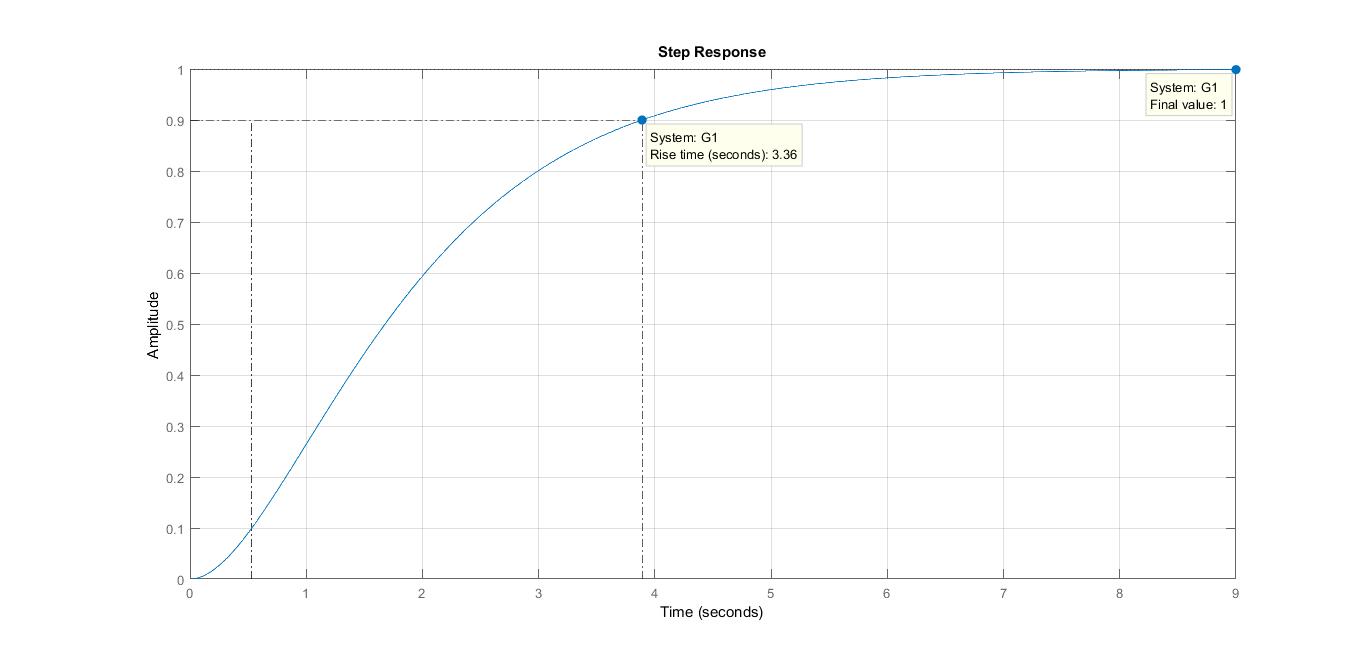 Step Response
1
System: G1
Final value: 1
0.9
System: G1
Rise time (seconds): 3.36
0.8
0.7
0.6
Amplitude
0.5
0.4
0.3
0.2
0.1
0
0 1 2 3 4 5 6 7 8 9
Time (seconds)